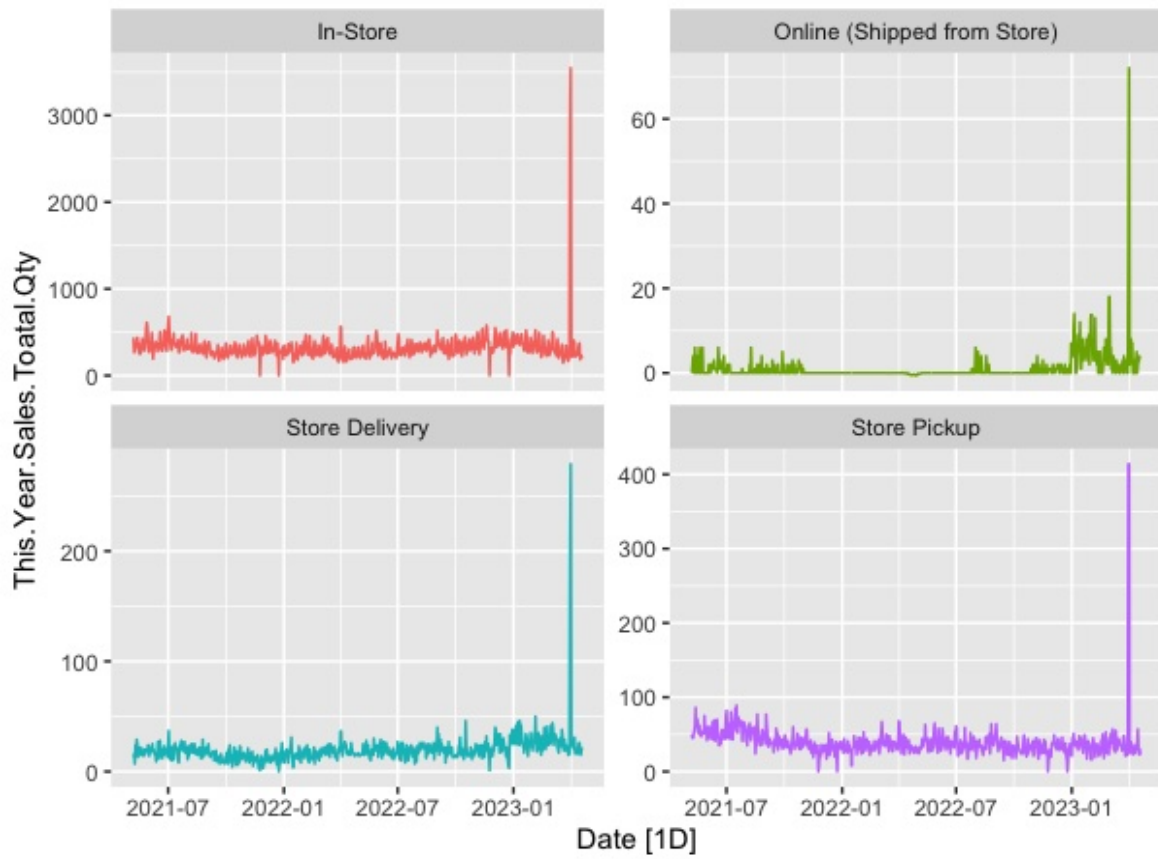 In-Store
Online (Shipped from Store)
3000
2000
1000
0
60
40
20
0
Store Delivery
Store Pickup
200
100
0
400
300
200
100
0
This.Year.Sales.Toatal.Qty
2021-07 2022-01 2022-07 2023-01
2021-07 2022-01 2022-07 2023-01
Date [1D]